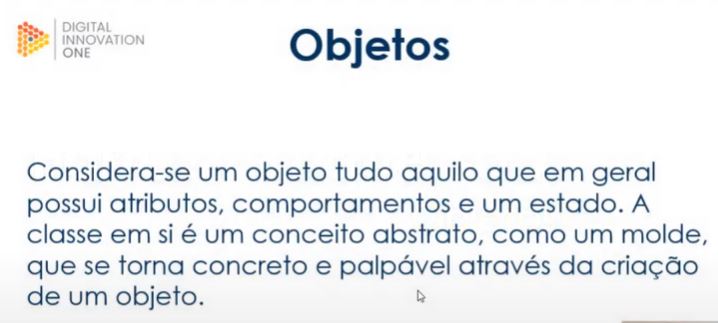 DIGITAL
INNOVATION
ONE
Objetos
Considera-se um objeto tudo aquilo que em geral
possui atributos, comportamentos e um estado. A
classe em si é um conceito abstrato, como um molde,
que se torna concreto e palpável através da criação
de um objeto.